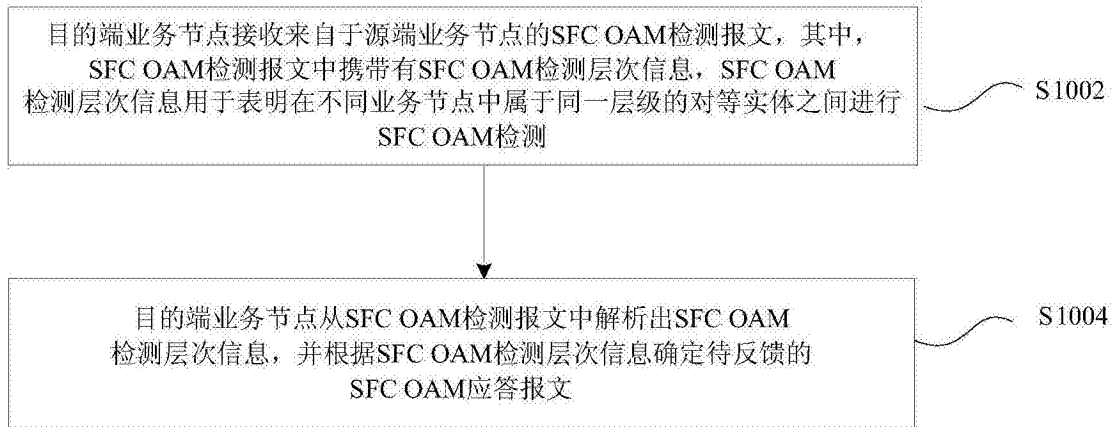 目的端业务节点接收来自于源端业务节点的SFC OAM检测报文，其中，
SFC OAM检测报文中携带有SFC OAM检测层次信息，SFC OAM
检测层次信息用于表明在不同业务节点中属于同一层级的对等实体之间进行
SFC OAM检测
S1002
目的端业务节点从SFC OAM检测报文中解析出SFC OAM
检测层次信息，并根据SFC OAM检测层次信息确定待反馈的
SFC OAM应答报文
S1004